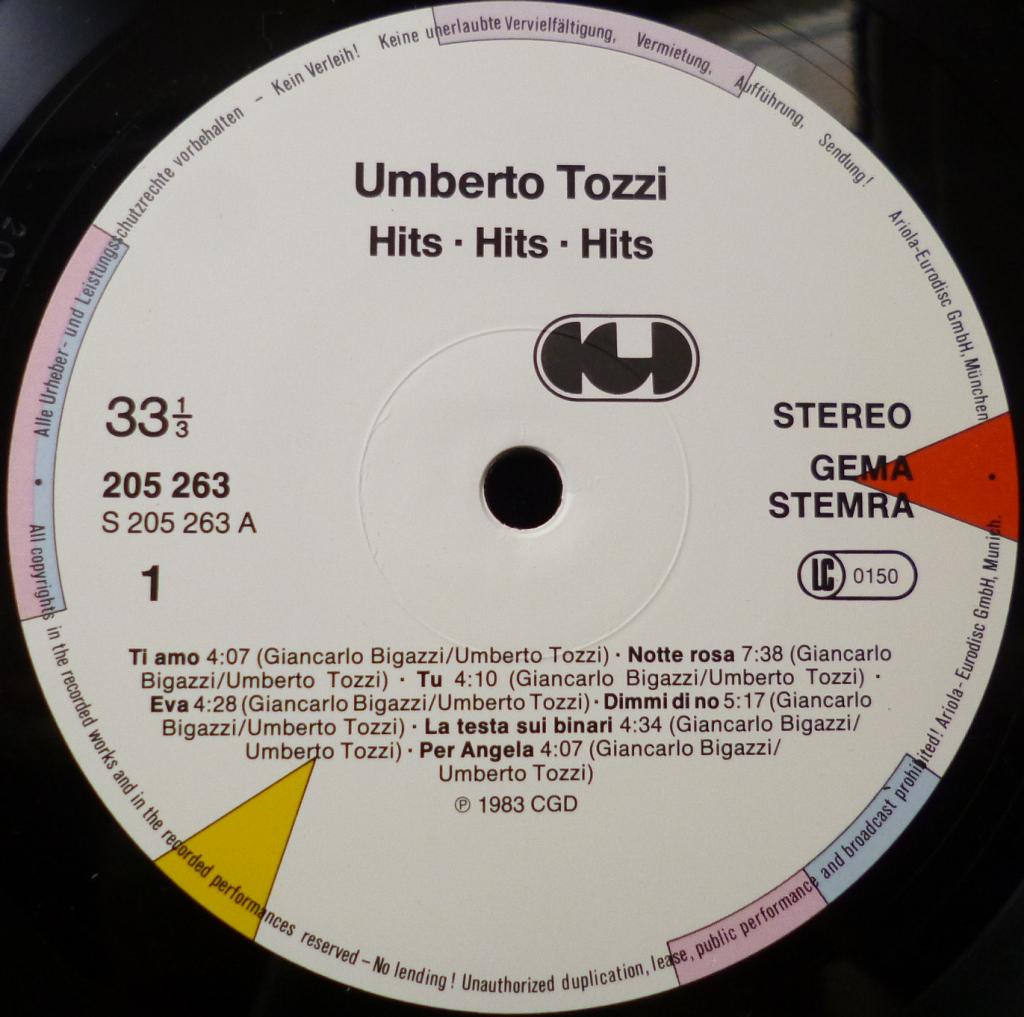 Alle Urheber- und Leistungsschutzrechte vorbehalten – Kein Verleih! Keine unerlaubte Vervielfältigung, Vermietung, Aufführung, Sendung! Ariola-Eurodisc GmbH, München
Umberto Tozzi
Hits · Hits · Hits
33 1/3
205 263
S 205 263 A
1
STEREO
GEMA
STEMRA
LC 0150
Ti amo 4:07 (Giancarlo Bigazzi/Umberto Tozzi) · Notte rosa 7:38 (Giancarlo
Bigazzi/Umberto Tozzi) · Tu 4:10 (Giancarlo Bigazzi/Umberto Tozzi) ·
Eva 4:28 (Giancarlo Bigazzi/Umberto Tozzi) · Dimmi di no 5:17 (Giancarlo
Bigazzi/Umberto Tozzi) · La testa sui binari 4:34 (Giancarlo Bigazzi/
Umberto Tozzi) · Per Angela 4:07 (Giancarlo Bigazzi/
Umberto Tozzi)
℗ 1983 CGD
All copyrights in the recorded works and in the recorded performances reserved – No lending! Unauthorized duplication, lease, public performance and broadcast prohibited! Ariola-Eurodisc GmbH, Munich.